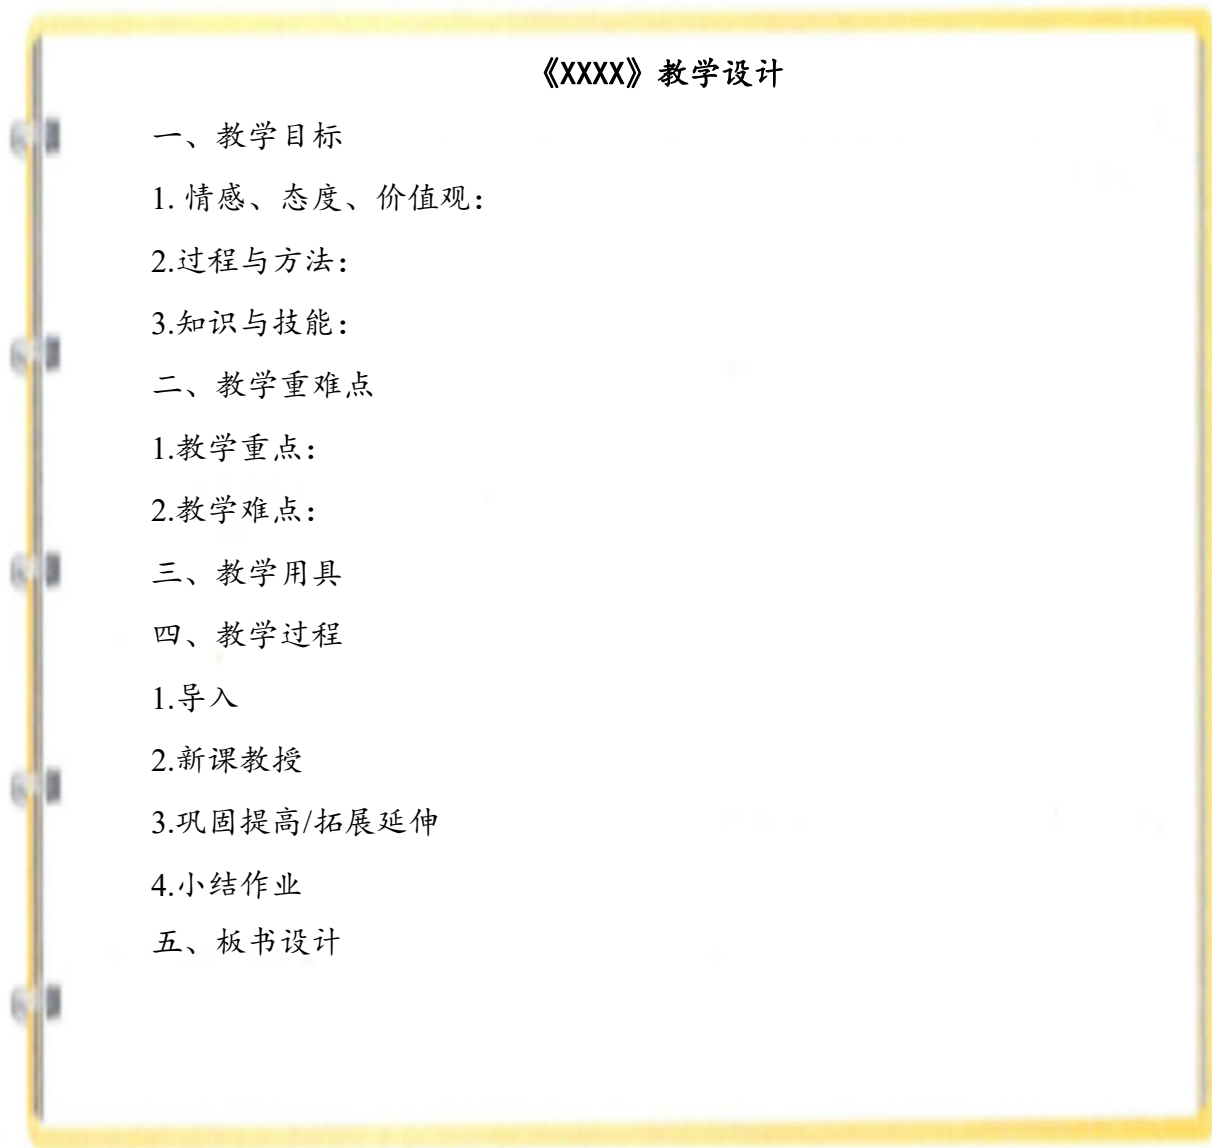 《XXXX》教学设计
一、教学目标
1. 情感、态度、价值观：
2.过程与方法：
3.知识与技能：
二、教学重难点
1.教学重点：
2.教学难点：
三、教学用具
四、教学过程
1.导入
2.新课教授
3.巩固提高/拓展延伸
4.小结作业
五、板书设计